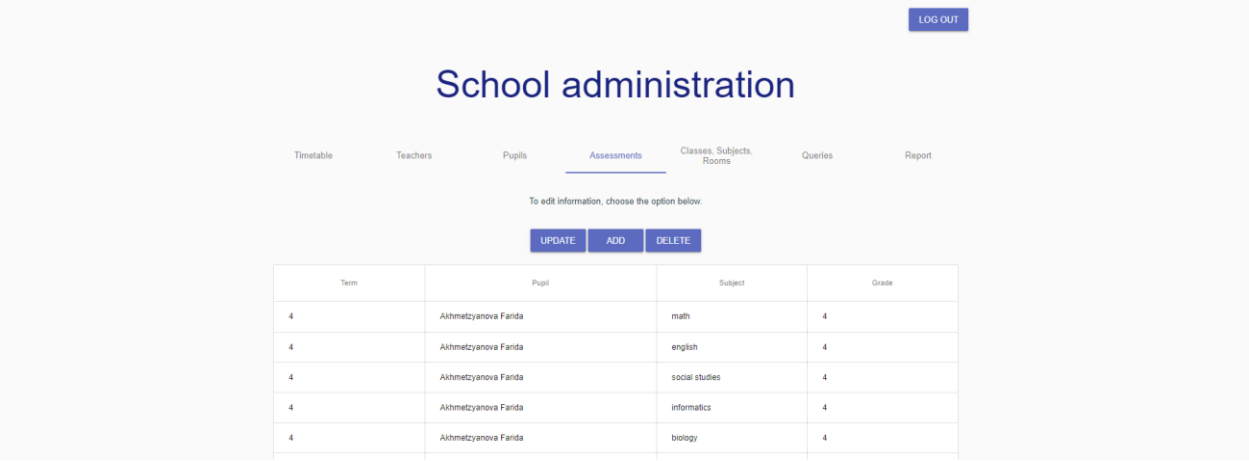 LOG OUT
School administration
Timetable Teachers Pupils Assessments Classes, Subjects, Rooms Queries Report
To edit information, choose the option below.
UPDATE ADD DELETE
Term Pupil Subject Grade
4 Akhmetzyanova Farida math 4
4 Akhmetzyanova Farida english 4
4 Akhmetzyanova Farida social studies 4
4 Akhmetzyanova Farida informatics 4
4 Akhmetzyanova Farida biology 4